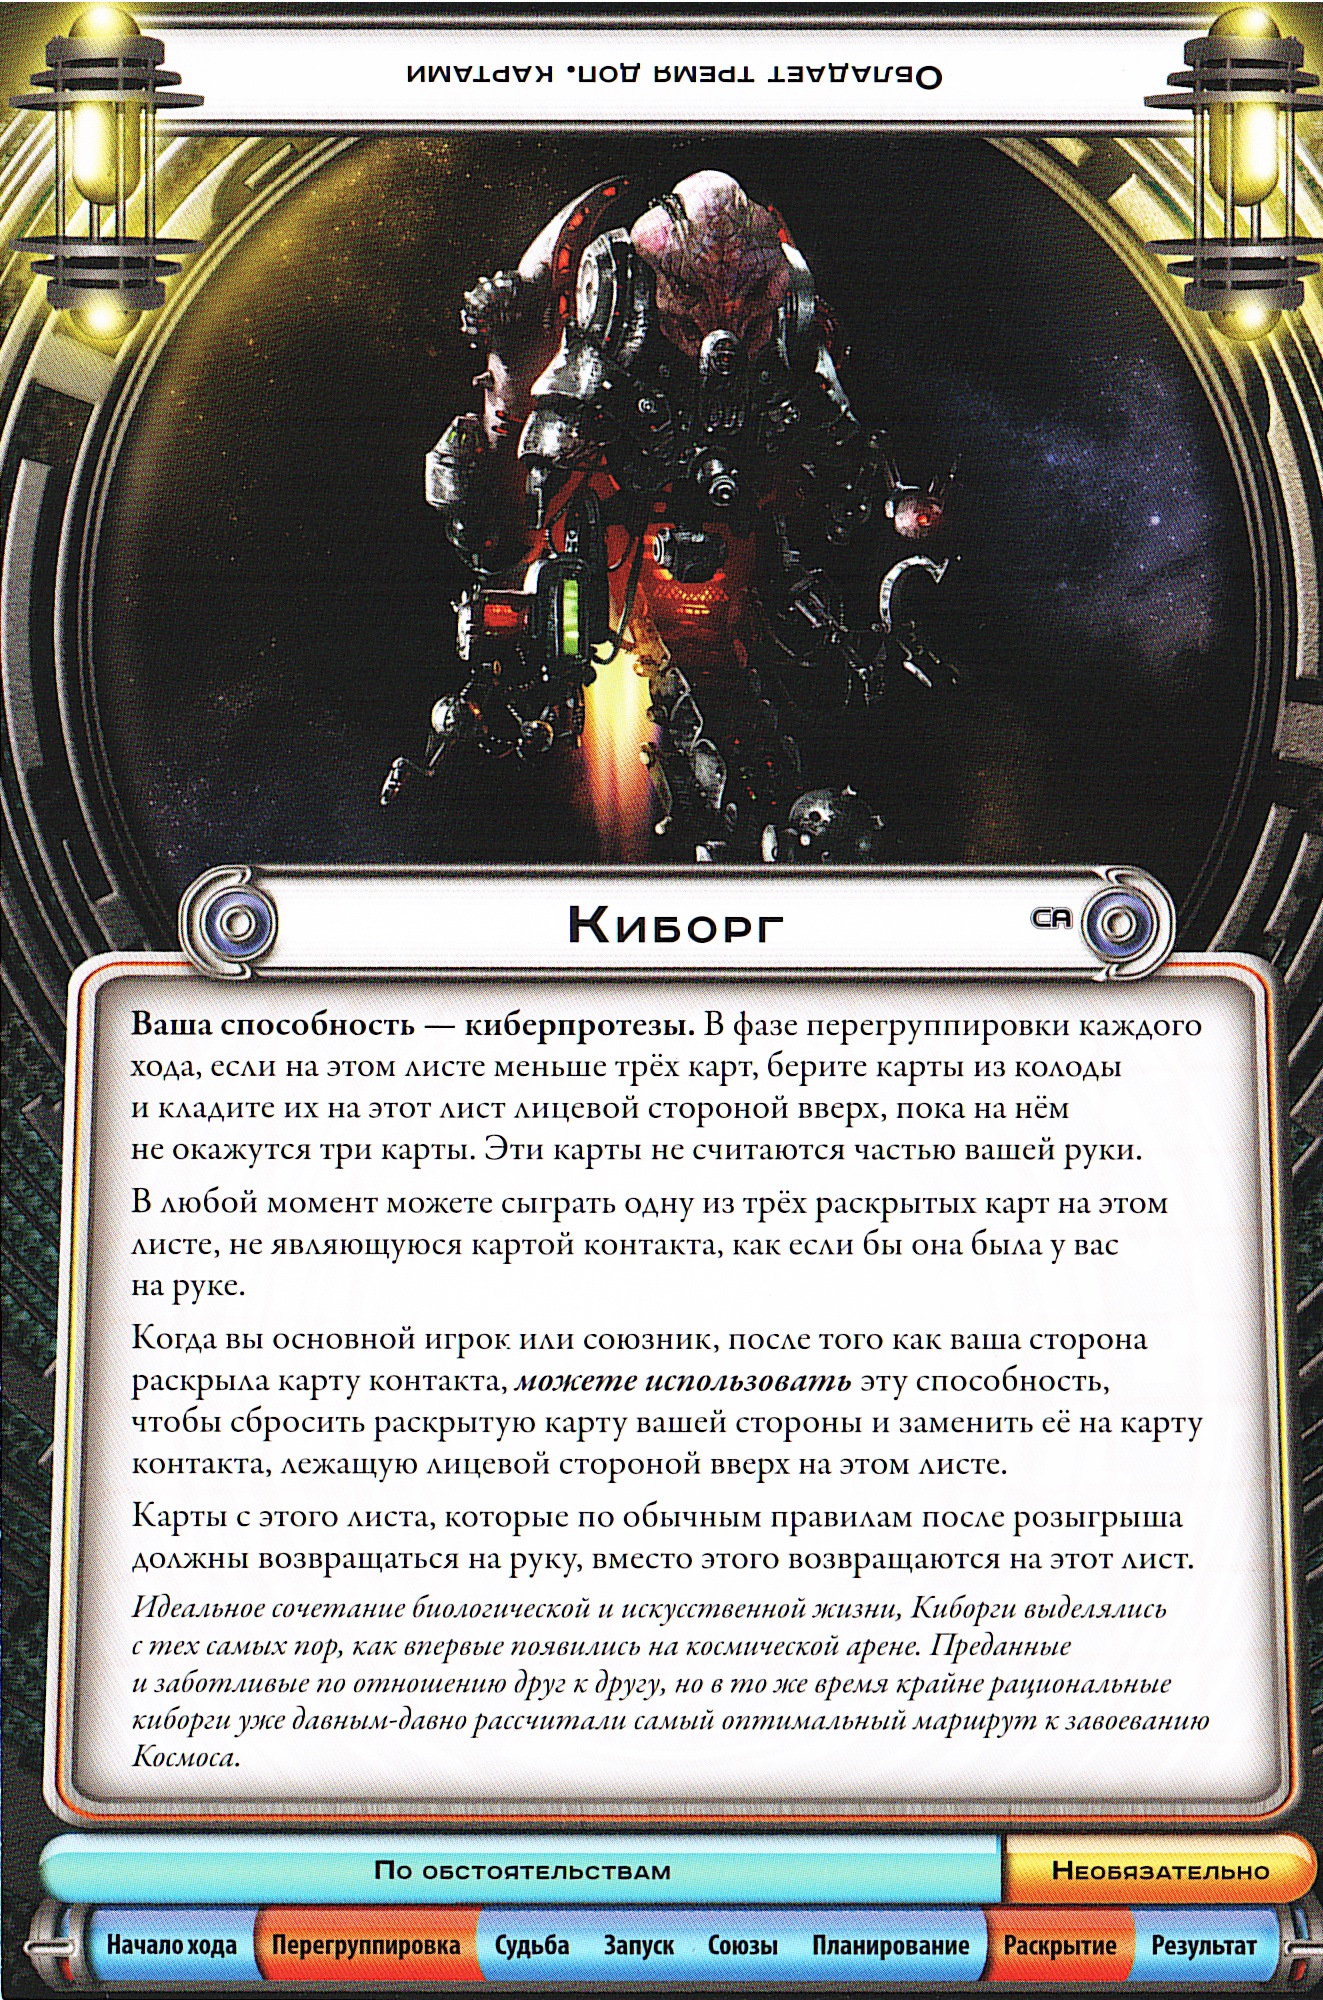 Обладает тремя доп. картами
Киборг
CA
Ваша способность — киберпротезы. В фазе перегруппировки каждого
хода, если на этом листе меньше трёх карт, берите карты из колоды
и кладите их на этот лист лицевой стороной вверх, пока на нём
не окажутся три карты. Эти карты не считаются частью вашей руки.
В любой момент можете сыграть одну из трёх раскрытых карт на этом
листе, не являющуюся картой контакта, как если бы она была у вас
на руке.
Когда вы основной игрок или союзник, после того как ваша сторона
раскрыла карту контакта, можете использовать эту способность,
чтобы сбросить раскрытую карту вашей стороны и заменить её на карту
контакта, лежащую лицевой стороной вверх на этом листе.
Карты с этого листа, которые по обычным правилам после розыгрыша
должны возвращаться на руку, вместо этого возвращаются на этот лист.
Идеальное сочетание биологической и искусственной жизни, Киборги выделялись
с тех самых пор, как впервые появились на космической арене. Преданные
и заботливые по отношению друг к другу, но в то же время крайне рациональные
киборги уже давным-давно рассчитали самый оптимальный маршрут к завоеванию
Космоса.
По обстоятельствам Необязательно
Начало хода Перегруппировка Судьба Запуск Союзы Планирование Раскрытие Результат